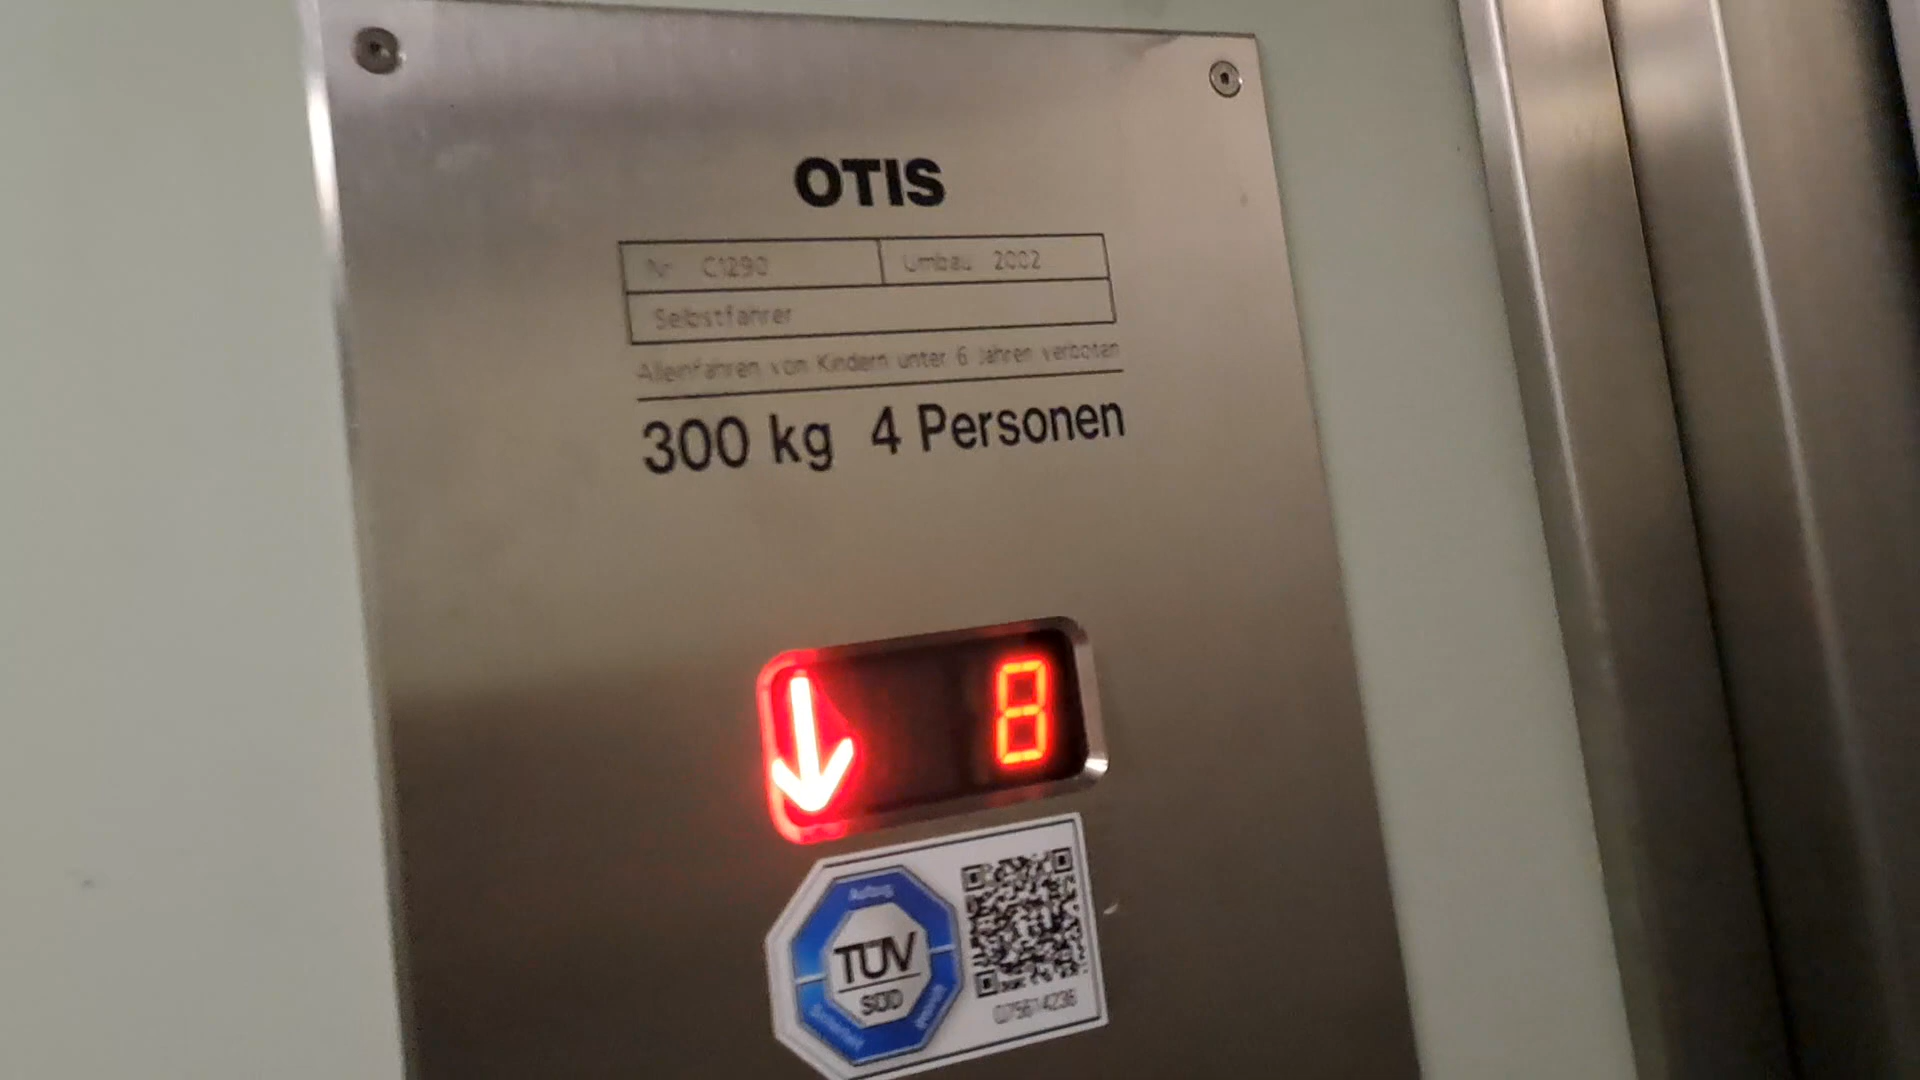 OTIS
Nr C1290 Umbau 2002
Selbstfahrer
Alleinfahren von Kindern unter 6 Jahren verboten
300 kg 4 Personen
8
Aufzug
TÜV
SÜD